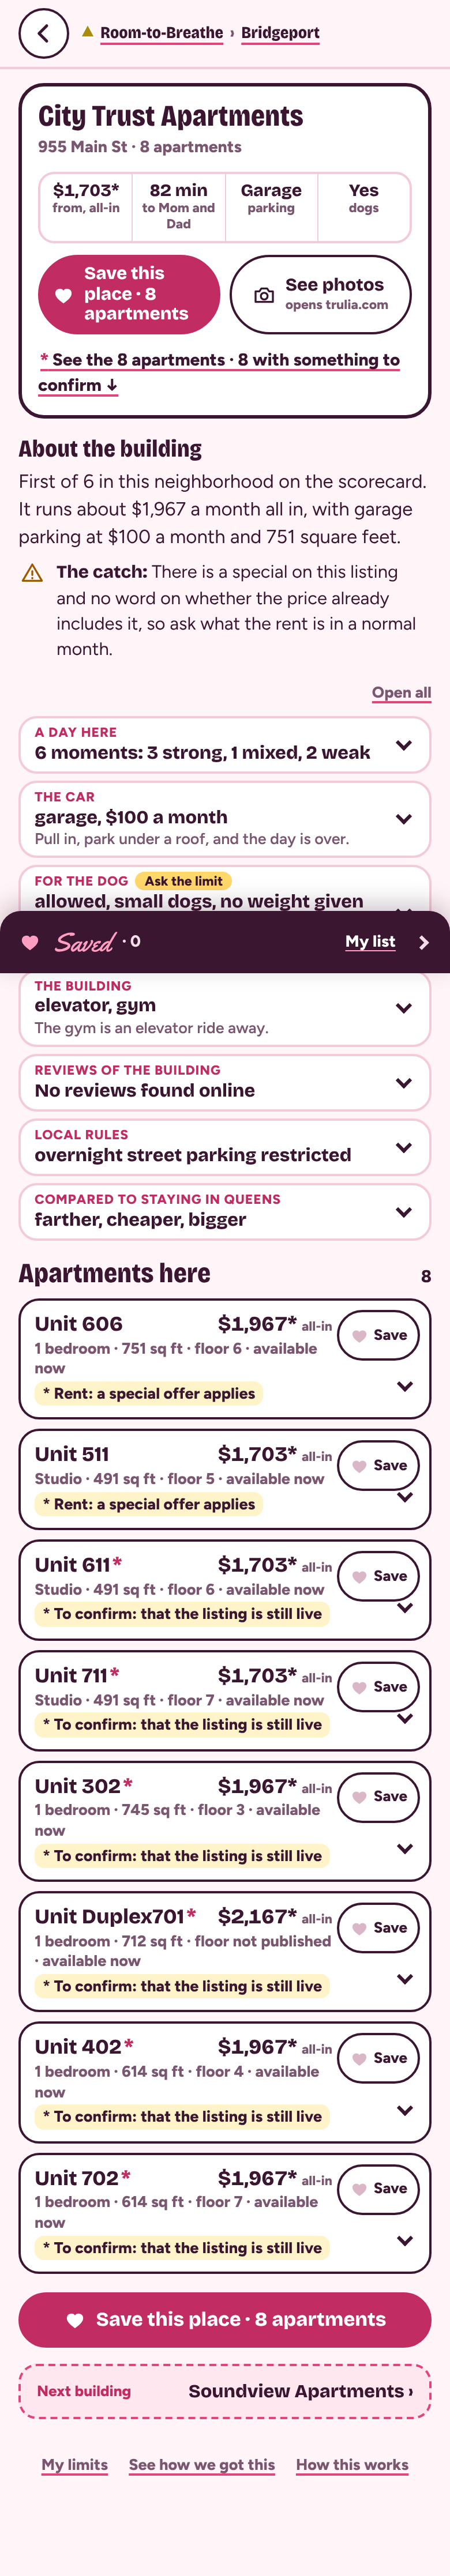 Room-to-Breathe › Bridgeport
City Trust Apartments
955 Main St · 8 apartments
$1,703*
from, all-in
82 min
to Mom and
Dad
Garage
parking
Yes
dogs
Save this
place · 8
apartments
See photos
opens trulia.com
* See the 8 apartments · 8 with something to
confirm ↓
About the building
First of 6 in this neighborhood on the scorecard.
It runs about $1,967 a month all in, with garage
parking at $100 a month and 751 square feet.
The catch: There is a special on this listing
and no word on whether the price already
includes it, so ask what the rent is in a normal
month.
Open all
A DAY HERE
6 moments: 3 strong, 1 mixed, 2 weak
THE CAR
garage, $100 a month
Pull in, park under a roof, and the day is over.
FOR THE DOG Ask the limit
allowed, small dogs, no weight given
Saved · 0
My list
THE BUILDING
elevator, gym
The gym is an elevator ride away.
REVIEWS OF THE BUILDING
No reviews found online
LOCAL RULES
overnight street parking restricted
COMPARED TO STAYING IN QUEENS
farther, cheaper, bigger
Apartments here 8
Unit 606 $1,967* all-in Save
1 bedroom · 751 sq ft · floor 6 · available
now
* Rent: a special offer applies
Unit 511 $1,703* all-in Save
Studio · 491 sq ft · floor 5 · available now
* Rent: a special offer applies
Unit 611* $1,703* all-in Save
Studio · 491 sq ft · floor 6 · available now
* To confirm: that the listing is still live
Unit 711* $1,703* all-in Save
Studio · 491 sq ft · floor 7 · available now
* To confirm: that the listing is still live
Unit 302* $1,967* all-in Save
1 bedroom · 745 sq ft · floor 3 · available
now
* To confirm: that the listing is still live
Unit Duplex701* $2,167* all-in Save
1 bedroom · 712 sq ft · floor not published
· available now
* To confirm: that the listing is still live
Unit 402* $1,967* all-in Save
1 bedroom · 614 sq ft · floor 4 · available
now
* To confirm: that the listing is still live
Unit 702* $1,967* all-in Save
1 bedroom · 614 sq ft · floor 7 · available
now
* To confirm: that the listing is still live
Save this place · 8 apartments
Next building Soundview Apartments ›
My limits See how we got this How this works